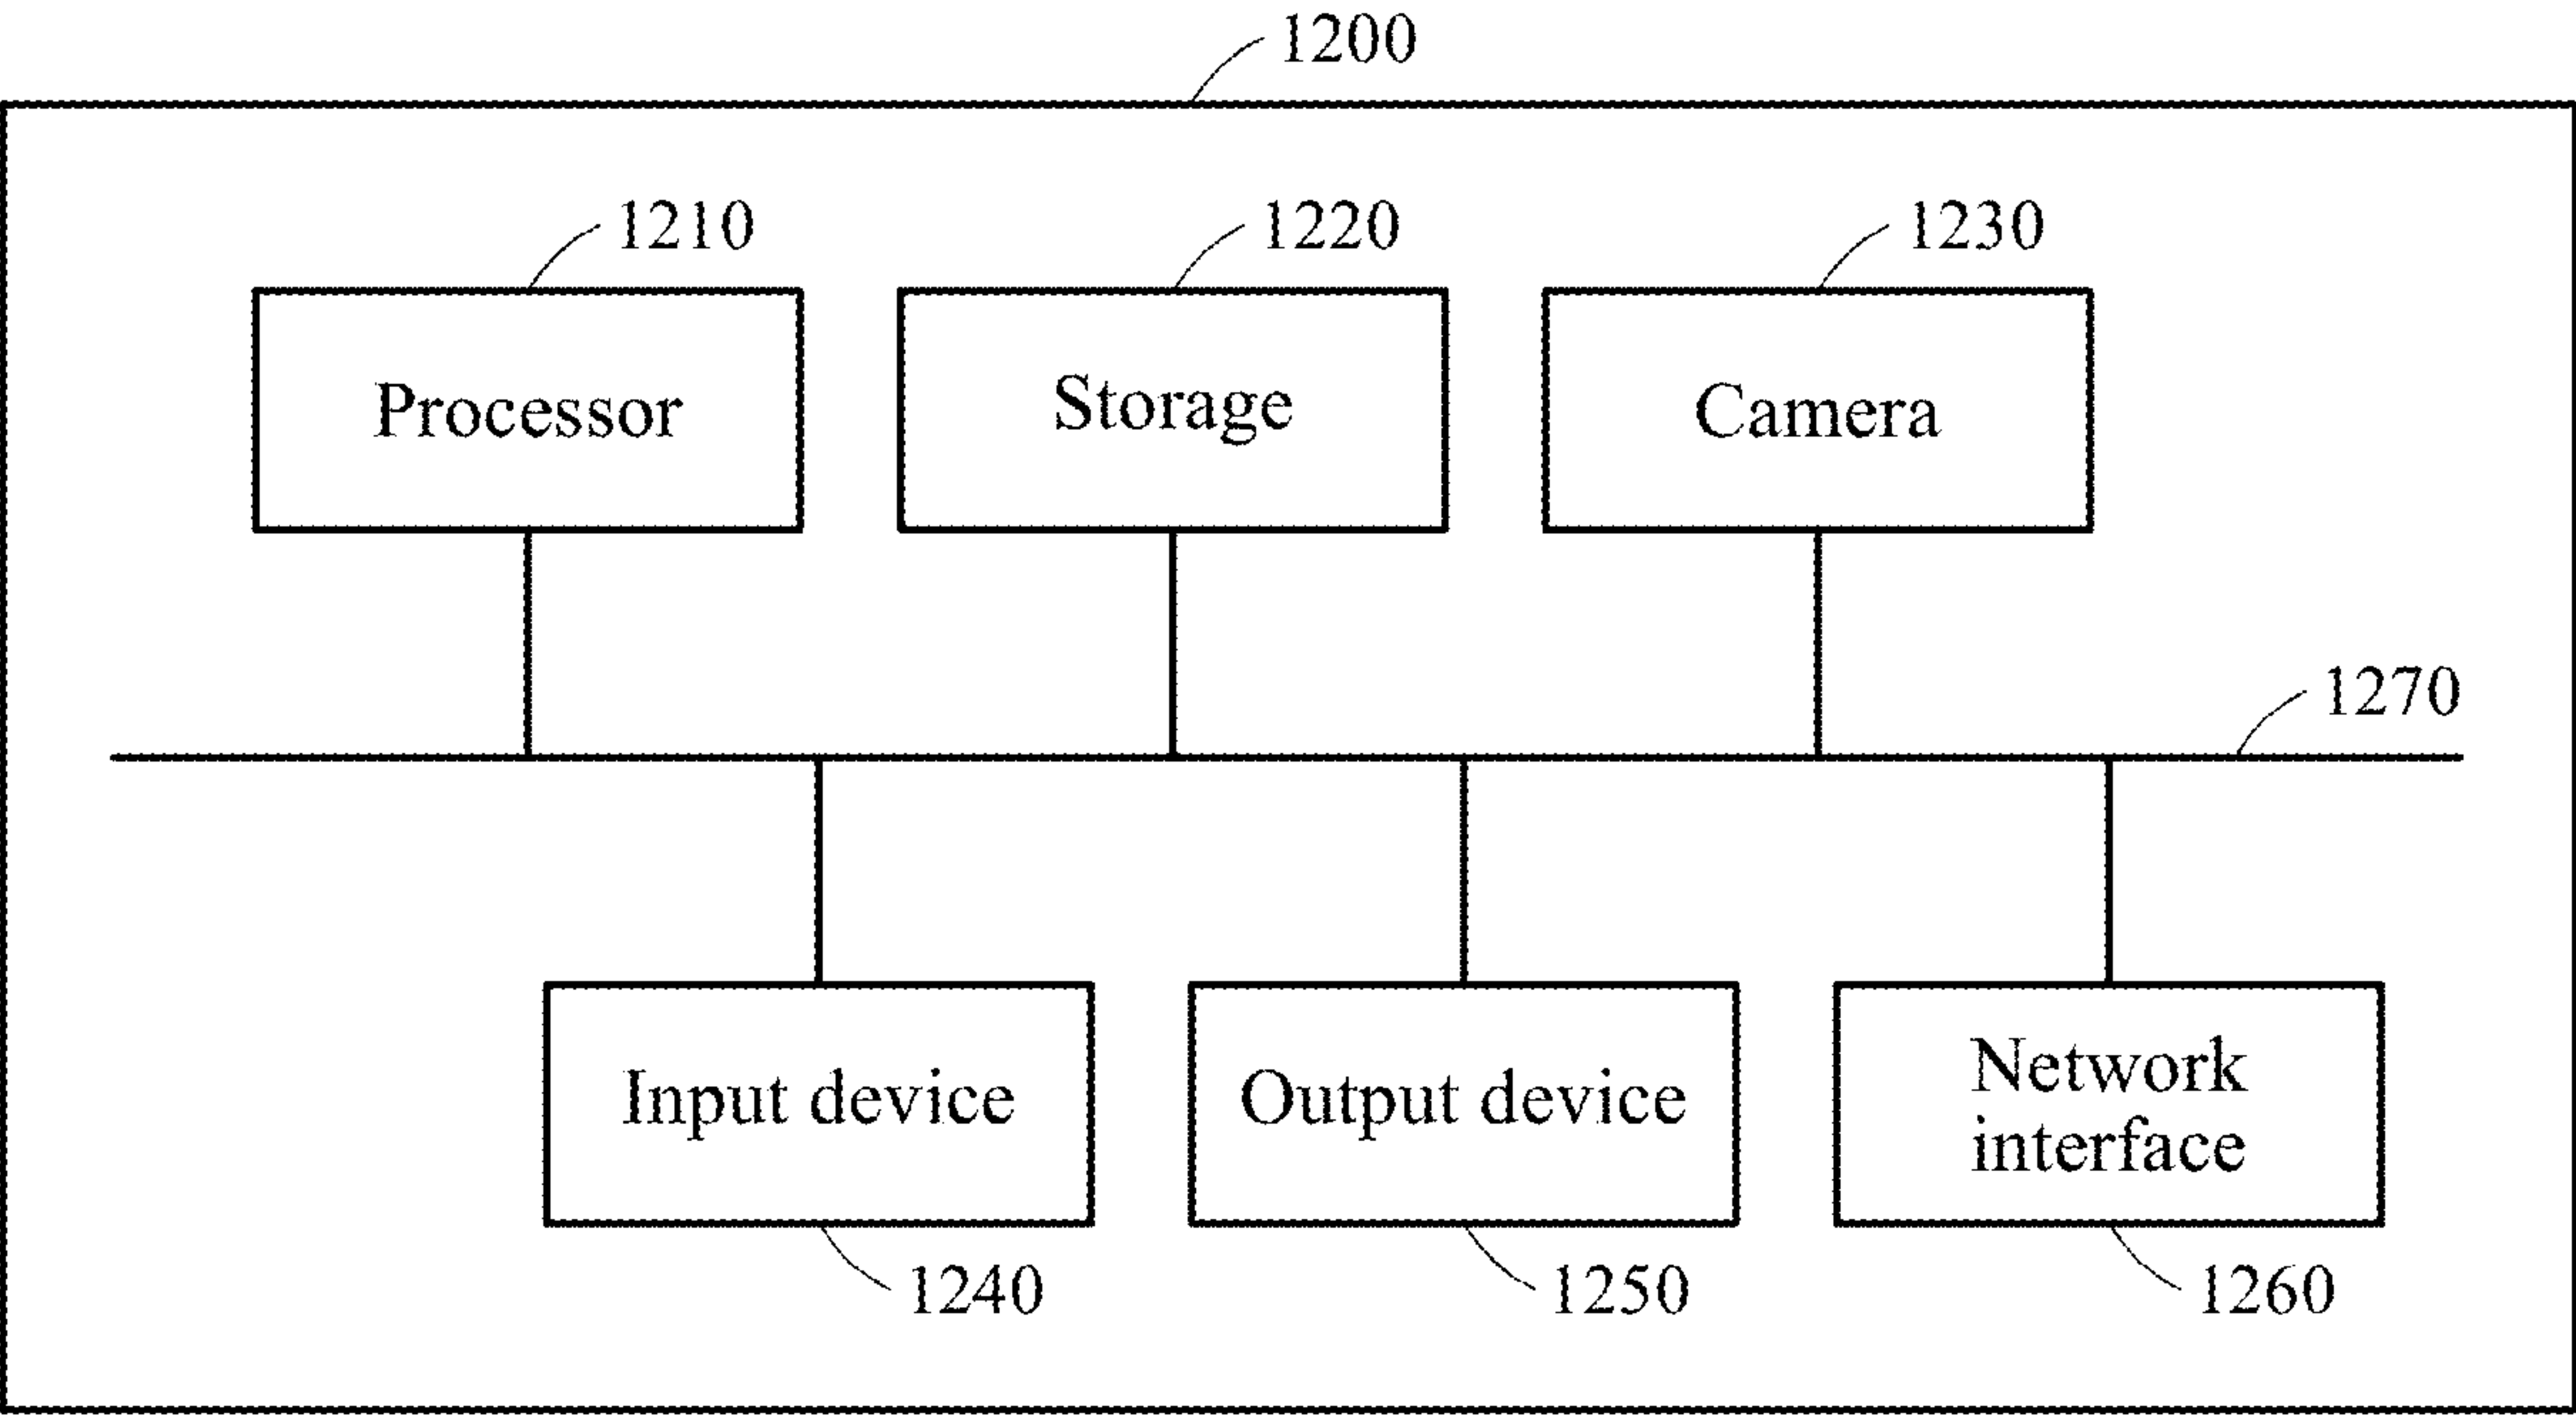 1200
1210
1220
1230
Processor
Storage
Camera
1270
Input device
Output device
Network
interface
1240
1250
1260